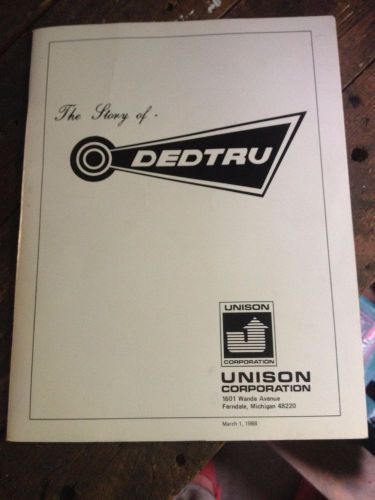 The Story of -
DEDTRU
UNISON
CORPORATION
UNISON
CORPORATION
1601 Wanda Avenue
Ferndale, Michigan 48220
March 1, 1988